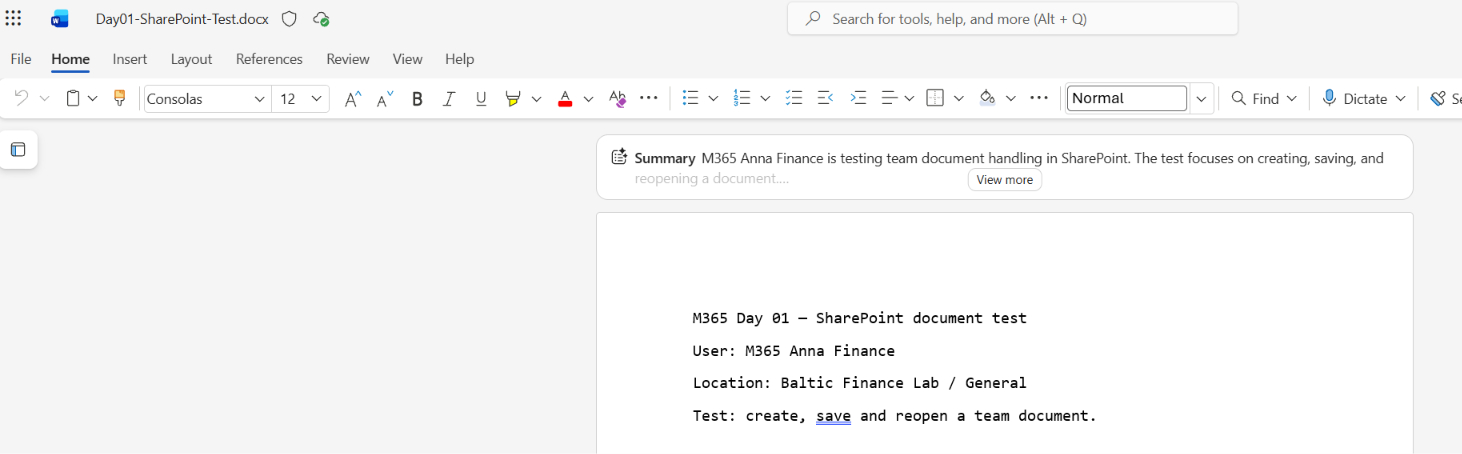 Day01-SharePoint-Test.docx
Search for tools, help, and more (Alt + Q)
File Home Insert Layout References Review View Help
Consolas 12 A A B I U A Ab Normal Find Dictate
Summary M365 Anna Finance is testing team document handling in SharePoint. The test focuses on creating, saving, and
reopening a document....
View more
M365 Day 01 – SharePoint document test
User: M365 Anna Finance
Location: Baltic Finance Lab / General
Test: create, save and reopen a team document.